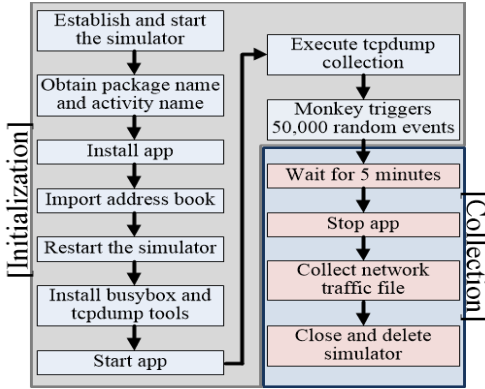 [Initialization]
Establish and start
the simulator
Obtain package name
and activity name
Install app
Import address book
Restart the simulator
Install busybox and
tcpdump tools
Start app
Execute tcpdump
collection
Monkey triggers
50,000 random events
Wait for 5 minutes
Stop app
Collect network
traffic file
Close and delete
simulator
[Collection]